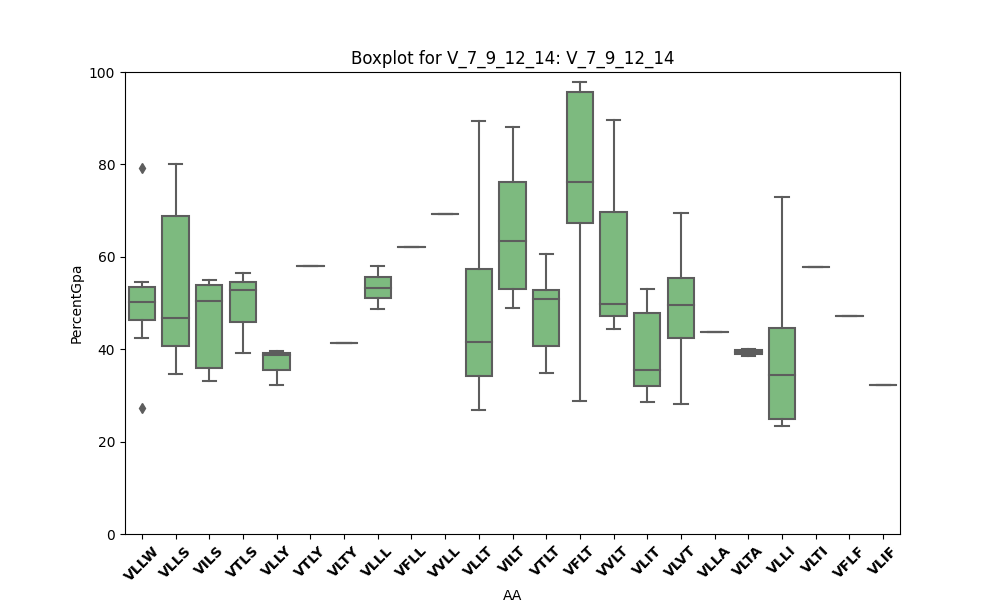 Boxplot for V_7_9_12_14: V_7_9_12_14
PercentGpa
100
80
60
40
20
0
VLLW VLLS VILS VTLS VLLY VTLY VLTY VLLL VFLL VVLL VLLT VILT VTLT VFLT VVLT VLIT VLVT VLLA VLTA VLLI VLTI VFLF VLIF
AA